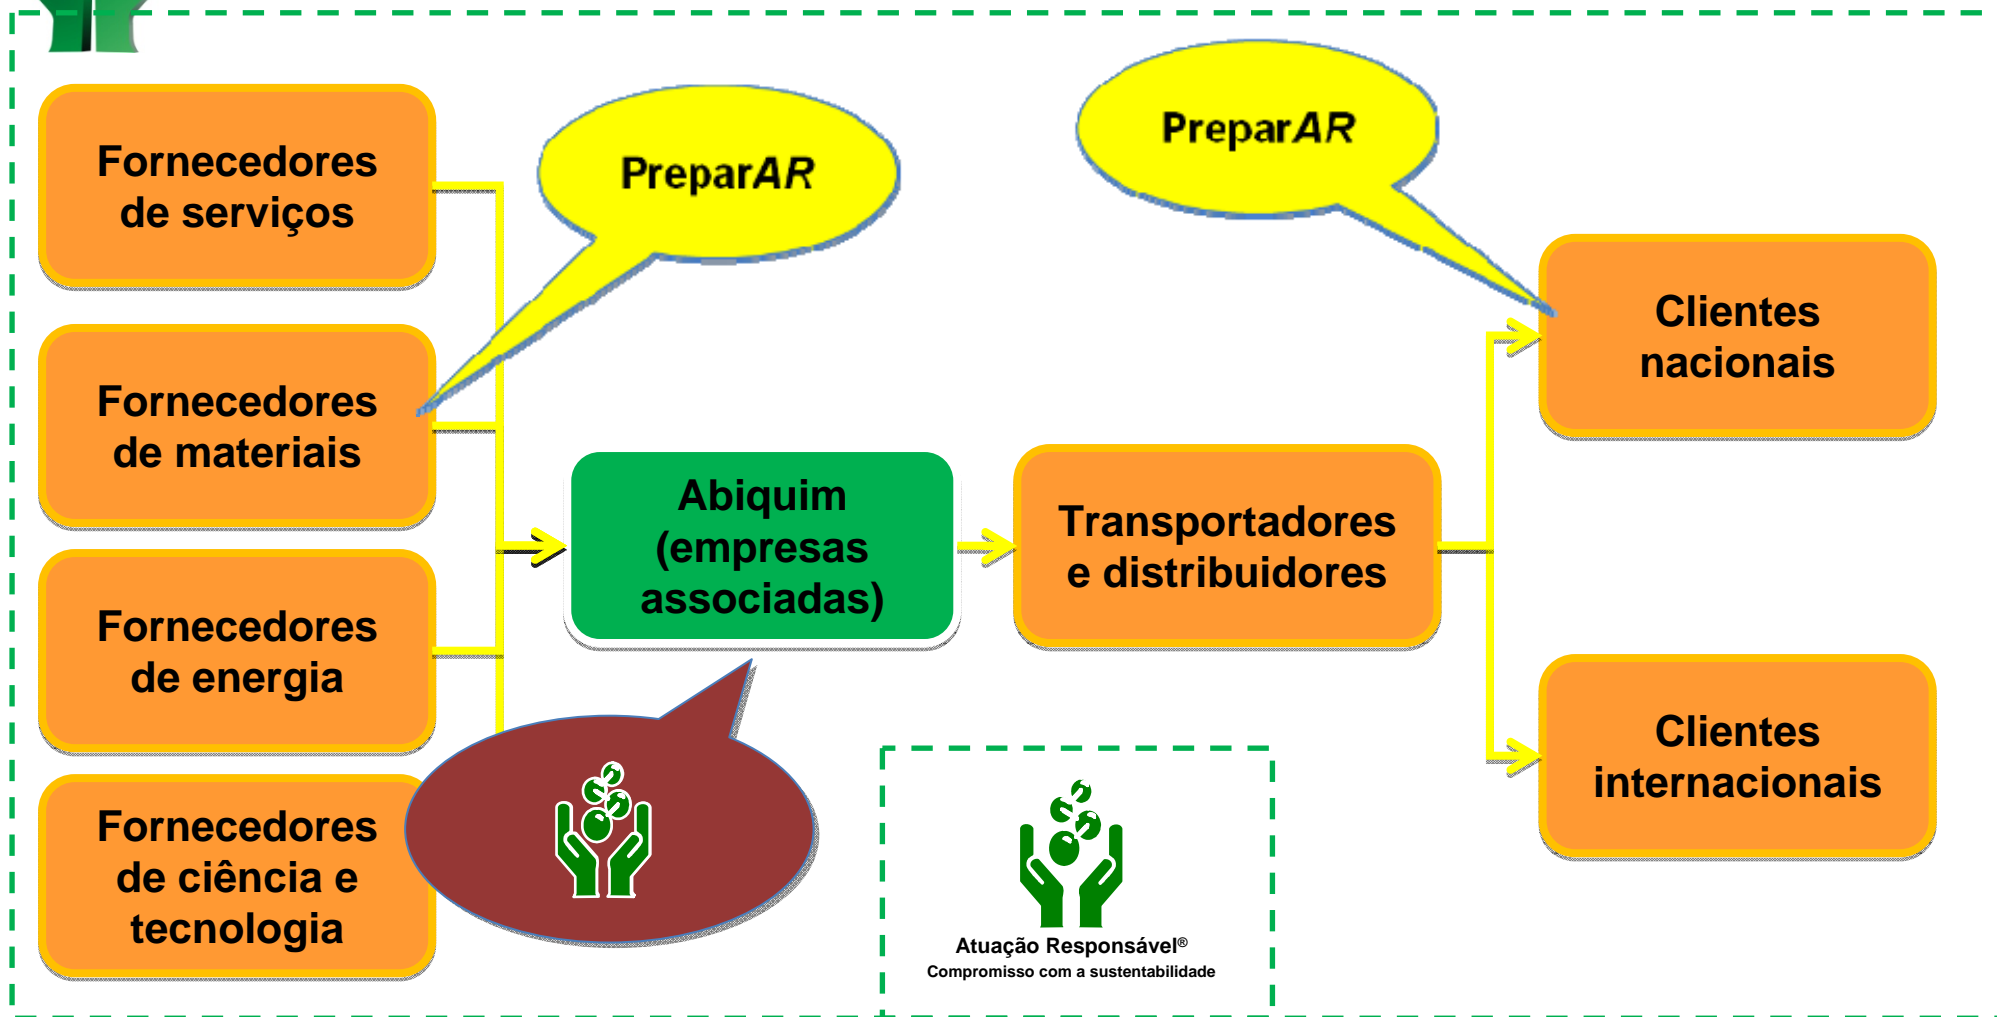 Fornecedores
de serviços
PreparAR
PreparAR
Clientes
nacionais
Fornecedores
de materiais
Abiquim
(empresas
associadas)
Transportadores
e distribuidores
Fornecedores
de energia
Clientes
internacionais
Fornecedores
de ciência e
tecnologia
Atuação Responsável®
Compromisso com a sustentabilidade